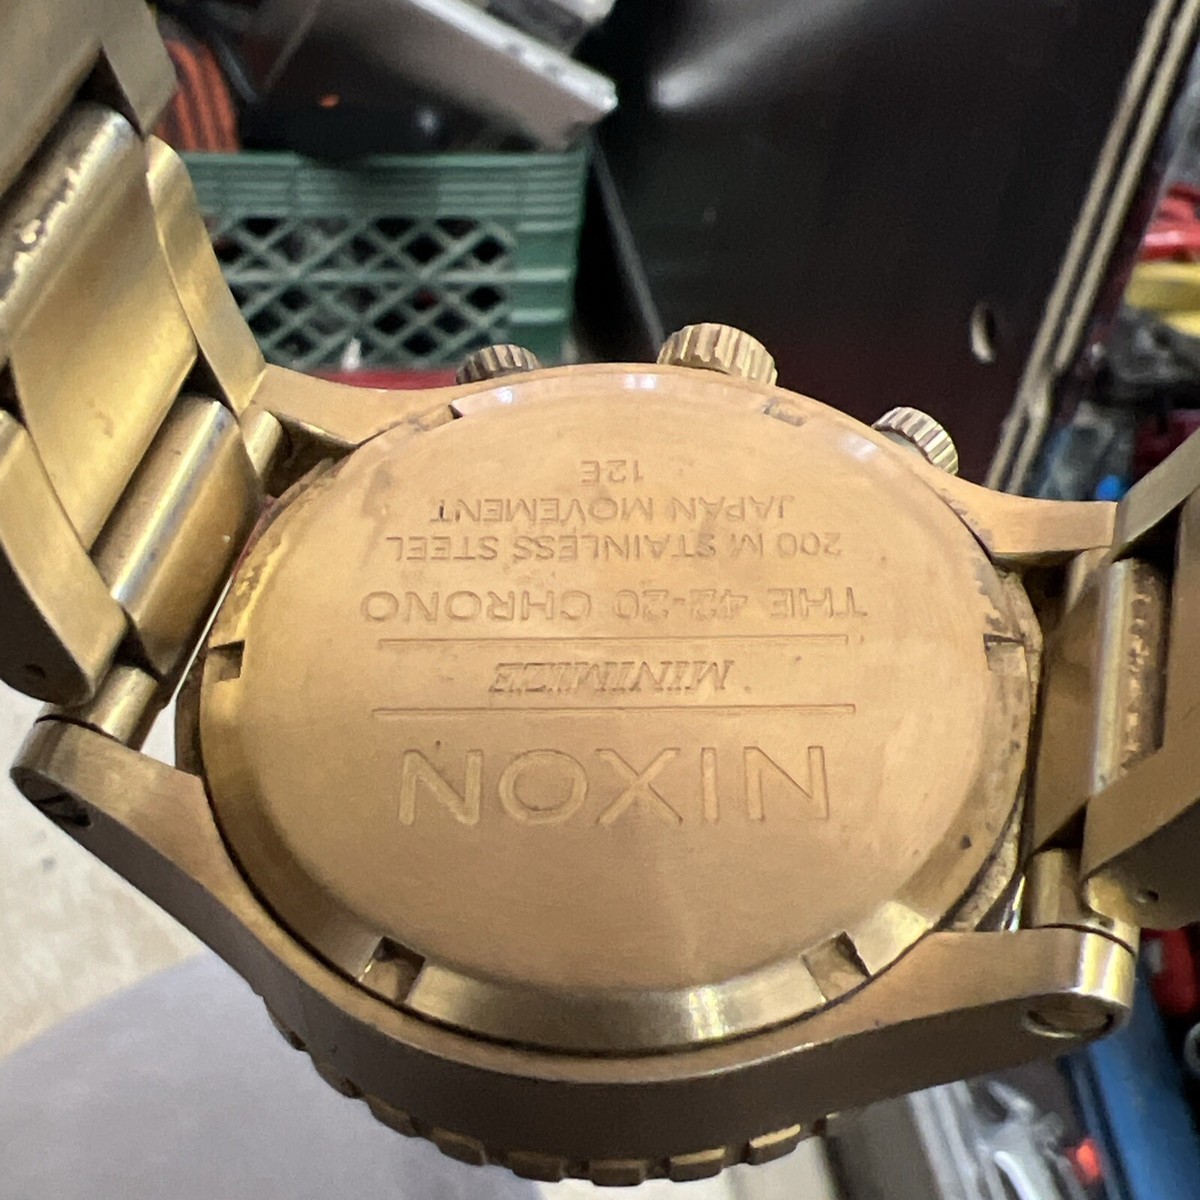 NIXON
MINIMIZE
THE 42-20 CHRONO
200 M STAINLESS STEEL
JAPAN MOVEMENT
12E